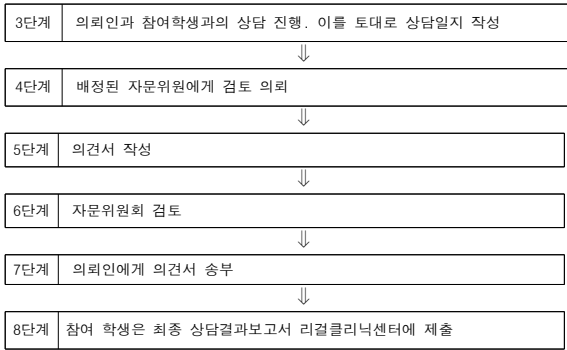 3단계 의뢰인과 참여학생과의 상담 진행. 이를 토대로 상담일지 작성
⇓
4단계 배정된 자문위원에게 검토 의뢰
⇓
5단계 의견서 작성
⇓
6단계 자문위원회 검토
⇓
7단계 의뢰인에게 의견서 송부
⇓
8단계 참여 학생은 최종 상담결과보고서 리걸클리닉센터에 제출